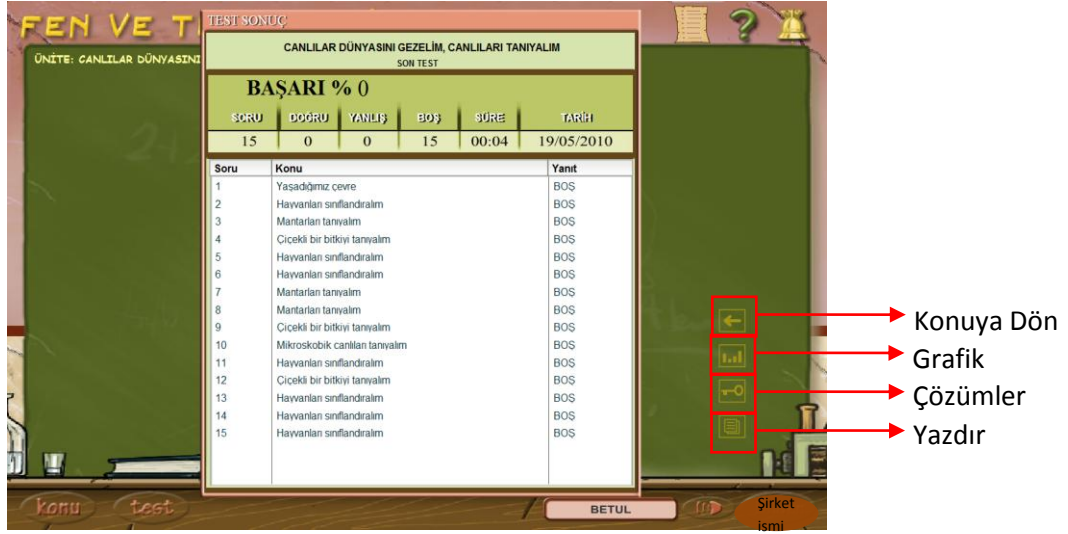 FEN VE T
ÜNİTE: CANLILAR DÜNYASINI
TEST SONUÇ
CANLILAR DÜNYASINI GEZELİM, CANLILARI TANIYALIM
SON TEST
BAŞARI % 0
SORU DOĞRU YANLIŞ BOŞ SÜRE TARİH
15 0 0 15 00:04 19/05/2010
Soru Konu Yanıt
1 Yaşadığımız çevre BOŞ
2 Hayvanları sınıflandıralım BOŞ
3 Mantarları tanıyalım BOŞ
4 Çiçekli bir bitkiyi tanıyalım BOŞ
5 Hayvanları sınıflandıralım BOŞ
6 Hayvanları sınıflandıralım BOŞ
7 Mantarları tanıyalım BOŞ
8 Mantarları tanıyalım BOŞ
9 Çiçekli bir bitkiyi tanıyalım BOŞ
10 Mikroskobik canlıları tanıyalım BOŞ
11 Hayvanları sınıflandıralım BOŞ
12 Çiçekli bir bitkiyi tanıyalım BOŞ
13 Hayvanları sınıflandıralım BOŞ
14 Hayvanları sınıflandıralım BOŞ
15 Hayvanları sınıflandıralım BOŞ
Konuya Dön
Grafik
Çözümler
Yazdır
konu test
BETUL
Şirket
ismi